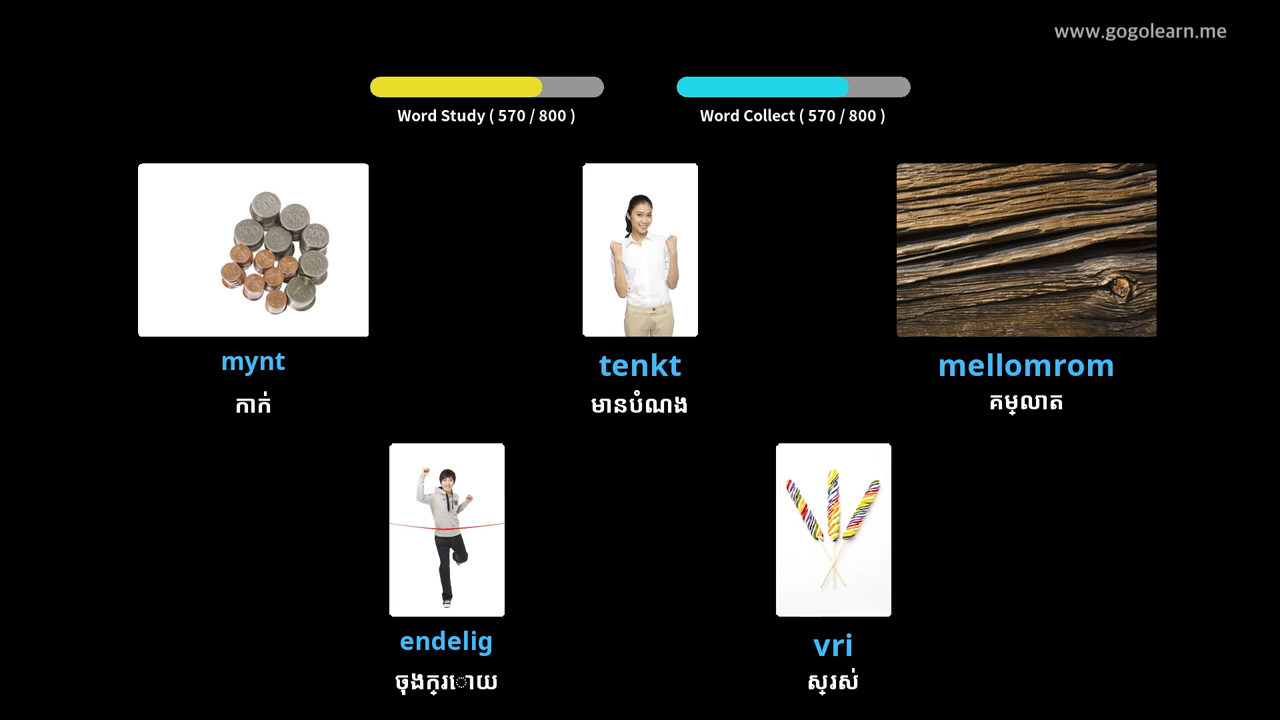 www.gogolearn.me
Word Study ( 570 / 800 )
Word Collect ( 570 / 800 )
mynt
កាក់
tenkt
មានបំណង
mellomrom
គម្លាត
endelig
ចុងក្រោយ
vri
ស្រស់